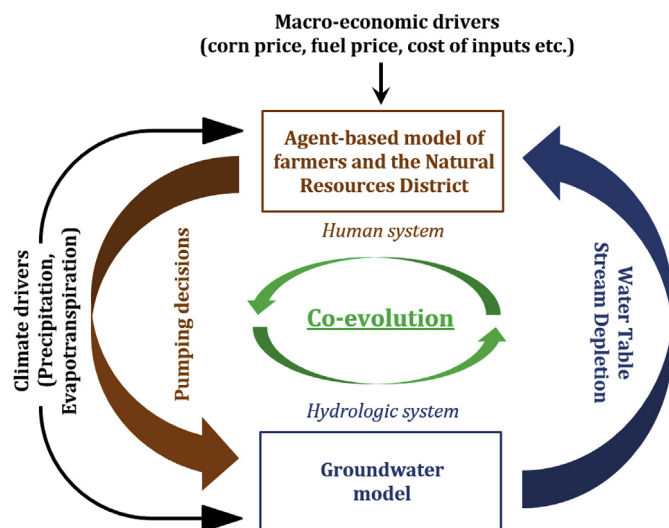 Macro-economic drivers
(corn price, fuel price, cost of inputs etc.)
Agent-based model of
farmers and the Natural
Resources District
Human system
Climate drivers
(Precipitation,
Evapotranspiration)
Pumping decisions
Co-evolution
Water Table
Stream Depletion
Hydrologic system
Groundwater
model